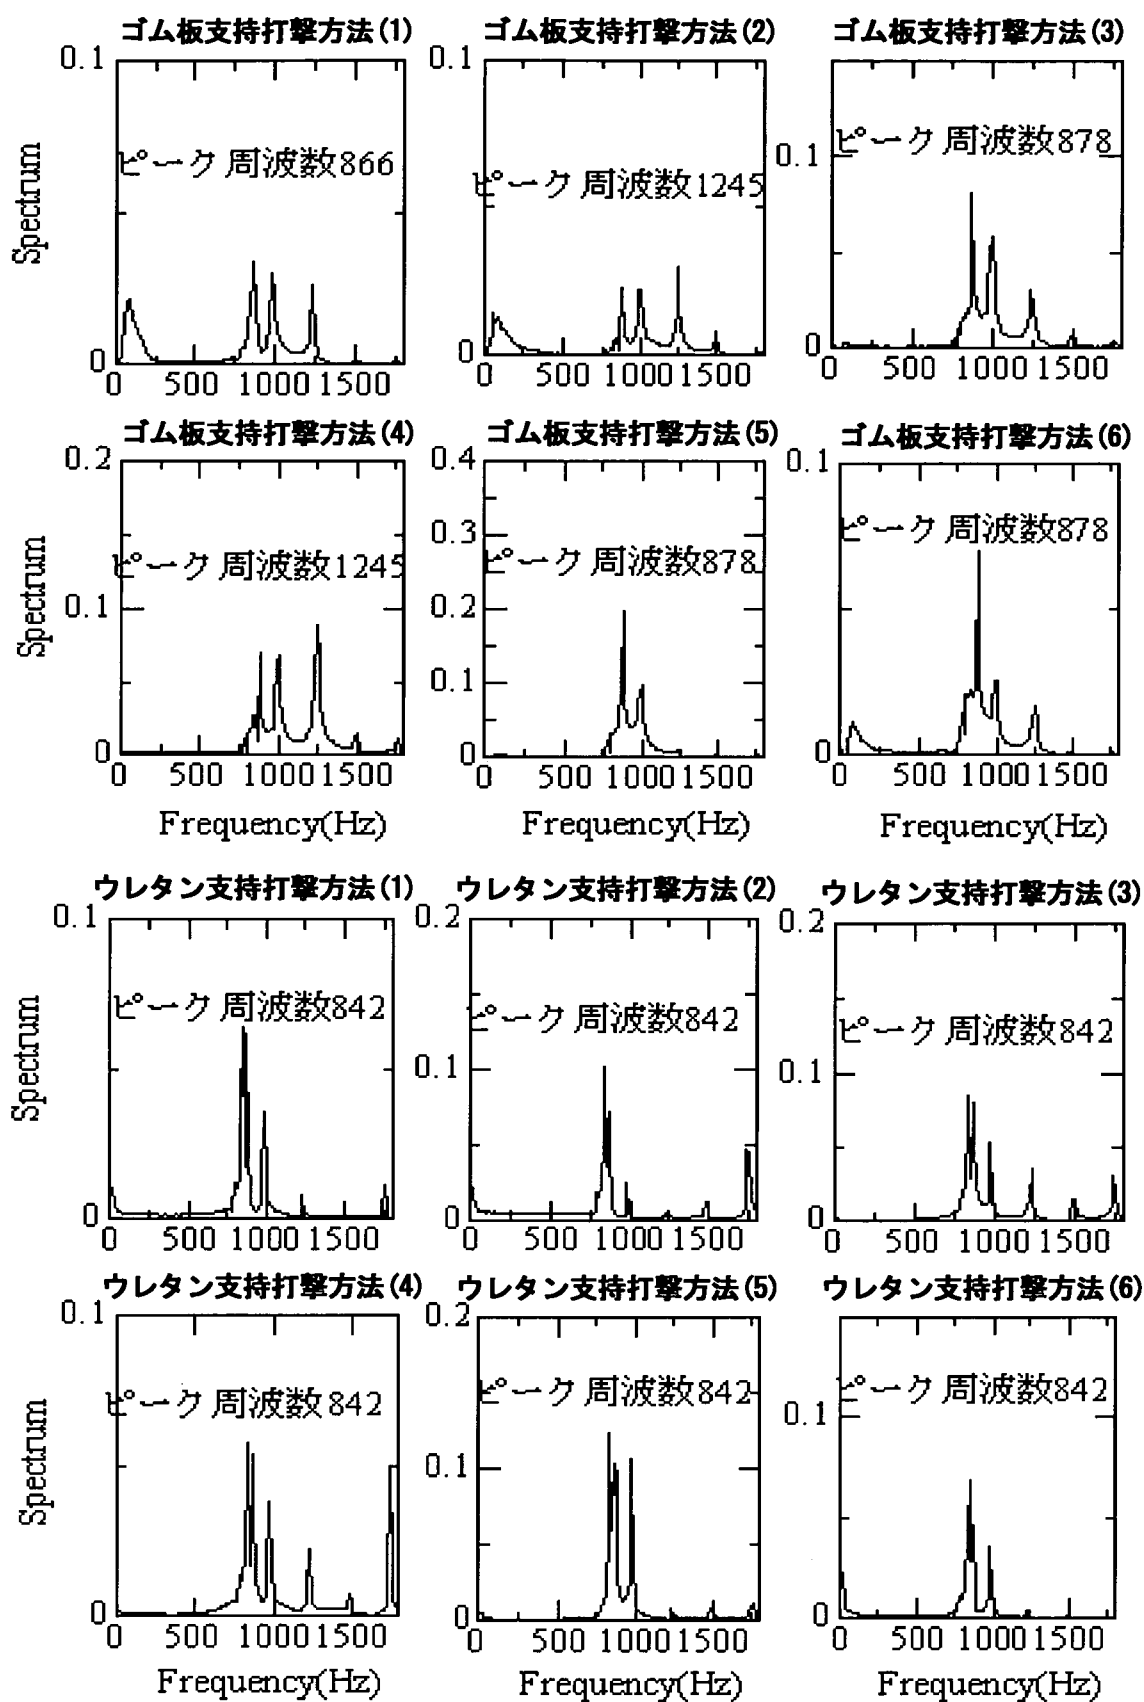 ゴム板支持打撃方法(1) ゴム板支持打撃方法(2) ゴム板支持打撃方法(3)
0.1 0.1
ピーク周波数866 ピーク周波数1245 ピーク周波数878
0.1
Spectrum
0 0 0
0 500 1000 1500 0 500 1000 1500 0 500 1000 1500
ゴム板支持打撃方法(4) ゴム板支持打撃方法(5) ゴム板支持打撃方法(6)
0.2 0.4 0.1
0.3
ピーク周波数1245 ピーク周波数878 ピーク周波数878
0.1 0.2
0.1
Spectrum
0 0 0
0 500 1000 1500 0 500 1000 1500 0 500 1000 1500
Frequency(Hz) Frequency(Hz) Frequency(Hz)
ウレタン支持打撃方法(1) ウレタン支持打撃方法(2) ウレタン支持打撃方法(3)
0.1 0.2 0.2
ピーク周波数842 ピーク周波数842 ピーク周波数842
0.1 0.1
Spectrum
0 0 0
0 500 1000 1500 0 500 1000 1500 0 500 1000 1500
ウレタン支持打撃方法(4) ウレタン支持打撃方法(5) ウレタン支持打撃方法(6)
0.1 0.2
ピーク周波数842 ピーク周波数842 ピーク周波数842
0.1 0.1
Spectrum
0 0 0
0 500 1000 1500 0 500 1000 1500 0 500 1000 1500
Frequency(Hz) Frequency(Hz) Frequency(Hz)